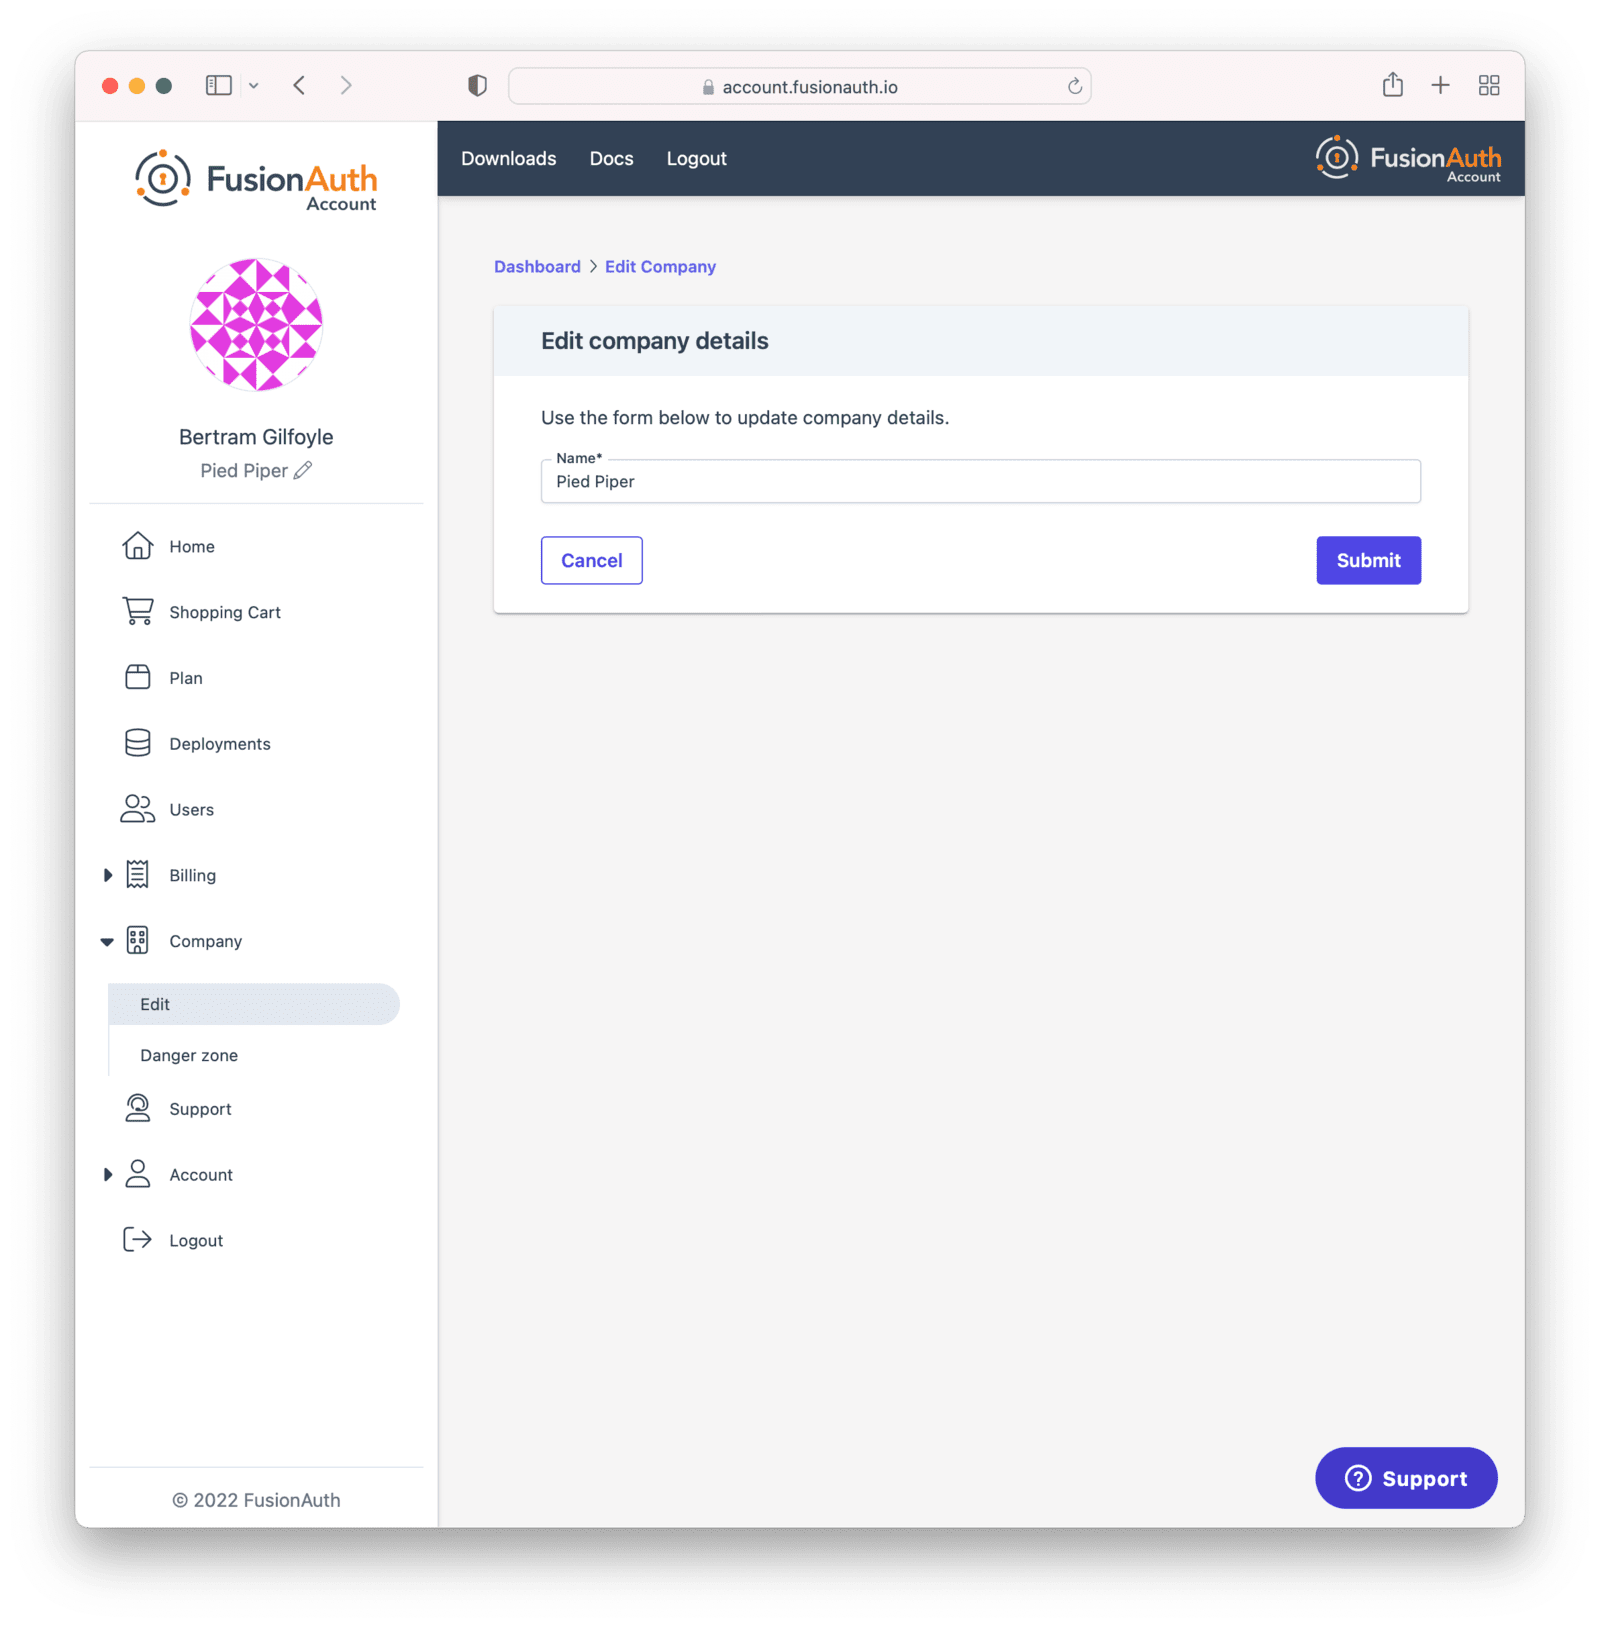 account.fusionauth.io
FusionAuth
Account
Bertram Gilfoyle
Pied Piper
Home
Shopping Cart
Plan
Deployments
Users
Billing
Company
Edit
Danger zone
Support
Account
Logout
© 2022 FusionAuth
Downloads Docs Logout
FusionAuth
Account
Dashboard > Edit Company
Edit company details
Use the form below to update company details.
Name*
Pied Piper
Cancel Submit
? Support